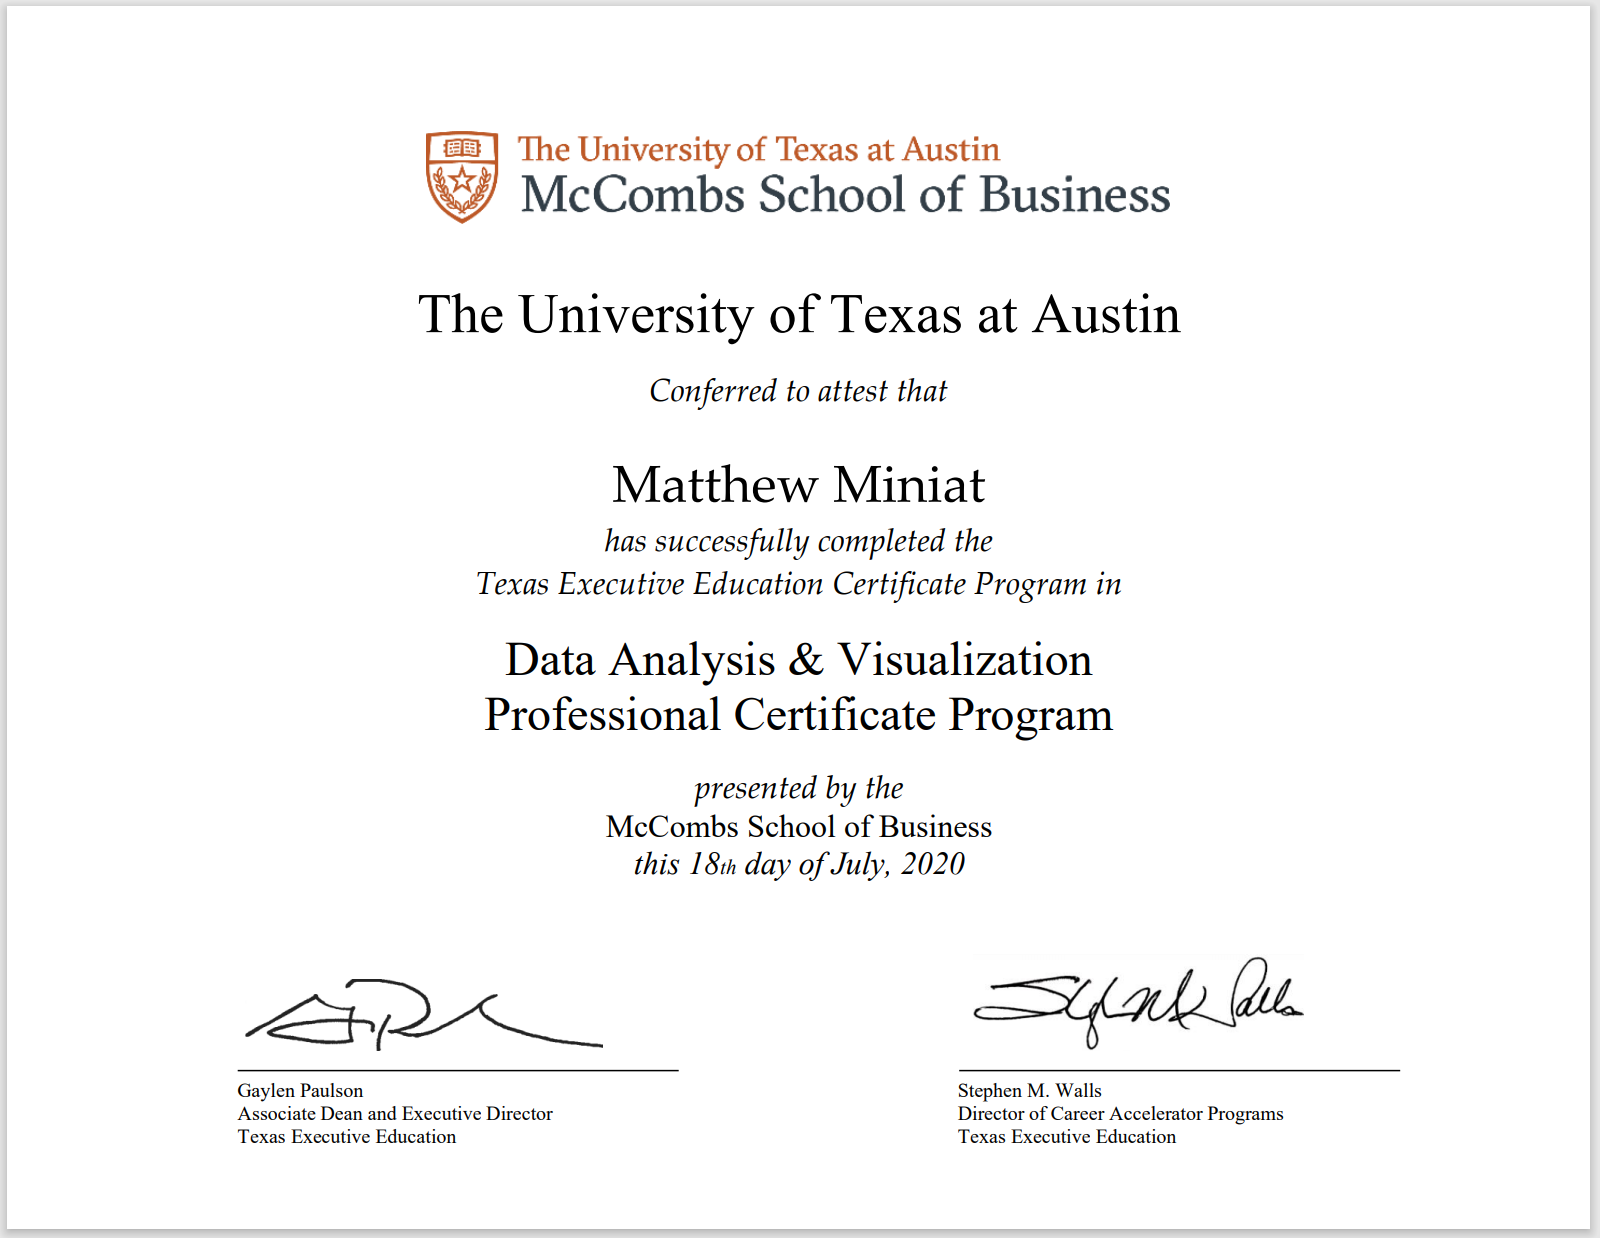 The University of Texas at Austin
McCombs School of Business
The University of Texas at Austin
Conferred to attest that
Matthew Miniat
has successfully completed the
Texas Executive Education Certificate Program in
Data Analysis & Visualization
Professional Certificate Program
presented by the
McCombs School of Business
this 18th day of July, 2020
Gaylen Paulson
Associate Dean and Executive Director
Texas Executive Education
Stephen M. Walls
Director of Career Accelerator Programs
Texas Executive Education